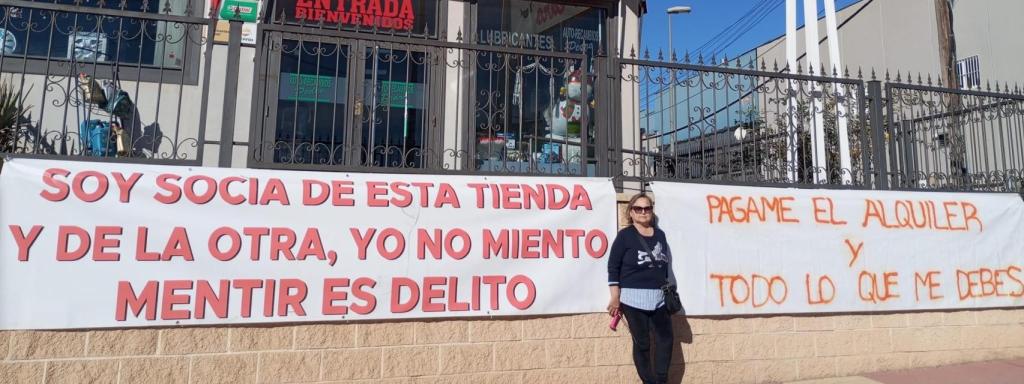 ENTRADA
BIENVENIDOS
LUBRICANTES
SOY SOCIA DE ESTA TIENDA
Y DE LA OTRA, YO NO MIENTO
MENTIR ES DELITO
PAGAME EL ALQUILER
Y
TODO LO QUE ME DEBES